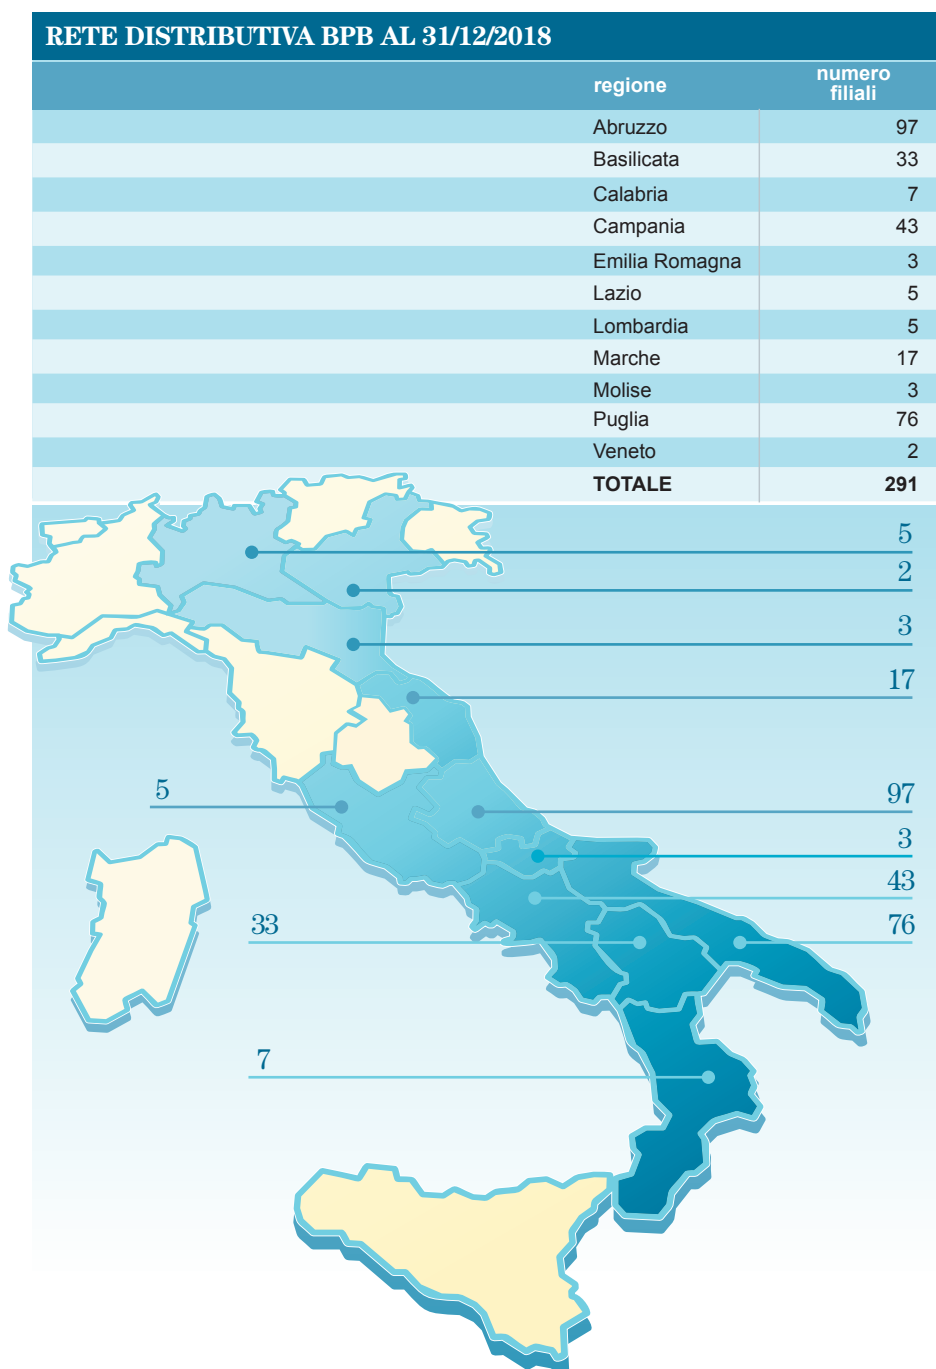 RETE DISTRIBUTIVA BPB AL 31/12/2018
regione numero filiali
Abruzzo 97
Basilicata 33
Calabria 7
Campania 43
Emilia Romagna 3
Lazio 5
Lombardia 5
Marche 17
Molise 3
Puglia 76
Veneto 2
TOTALE 291
5
2
3
17
5
97
3
43
33
76
7